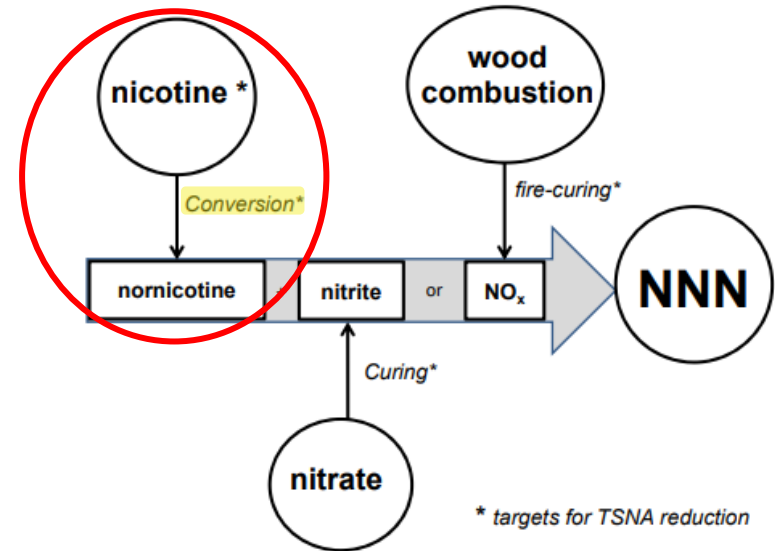 nicotine *
wood
combustion
Conversion*
fire-curing*
nornicotine
nitrite
or
NOx
NNN
Curing*
nitrate
* targets for TSNA reduction